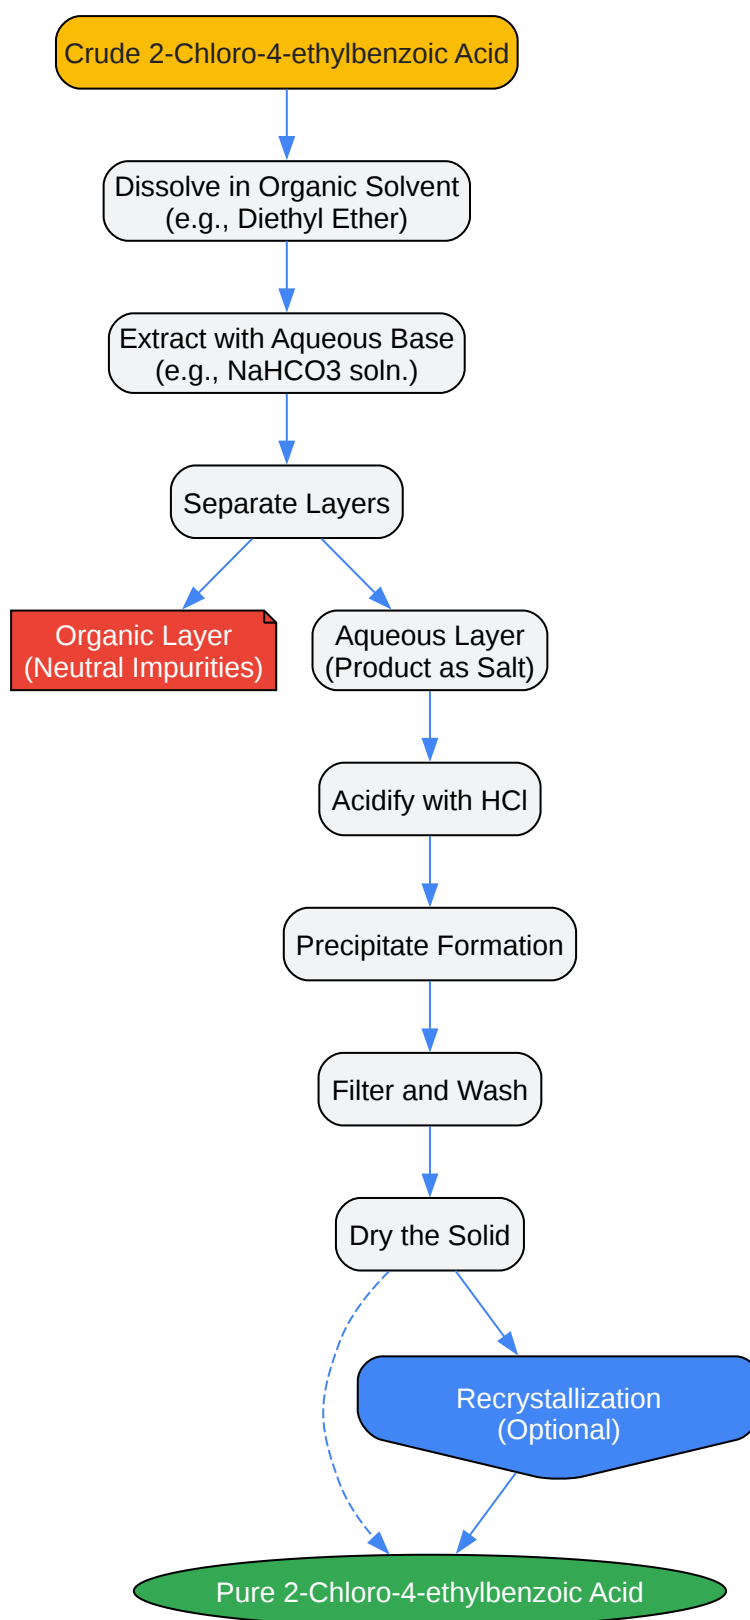 Crude 2-Chloro-4-ethylbenzoic Acid
Dissolve in Organic Solvent
(e.g., Diethyl Ether)
Extract with Aqueous Base
(e.g., NaHCO3 soln.)
Separate Layers
Organic Layer
(Neutral Impurities)
Aqueous Layer
(Product as Salt)
Acidify with HCl
Precipitate Formation
Filter and Wash
Dry the Solid
Recrystallization
(Optional)
Pure 2-Chloro-4-ethylbenzoic Acid